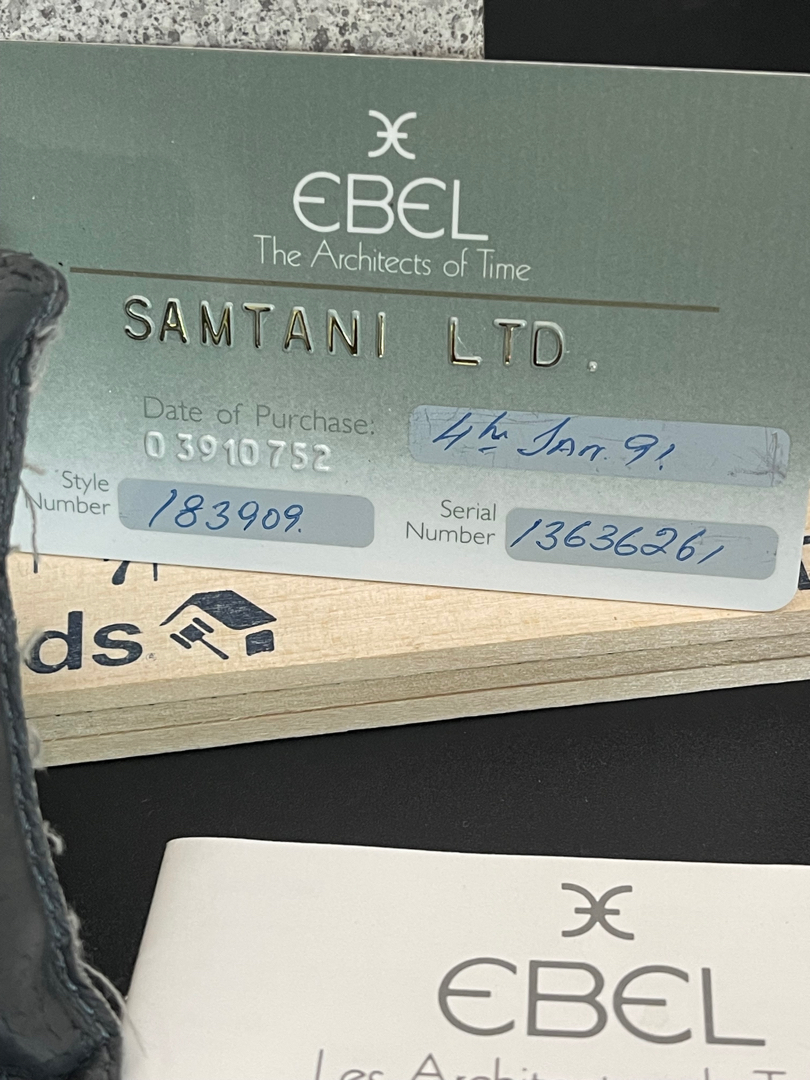 EBEL
The Architects of Time
SAMTANI LTD.
Date of Purchase: 4th Jan. 91
03910752
Style Number 183909.
Serial Number 13636261
ds
EBEL